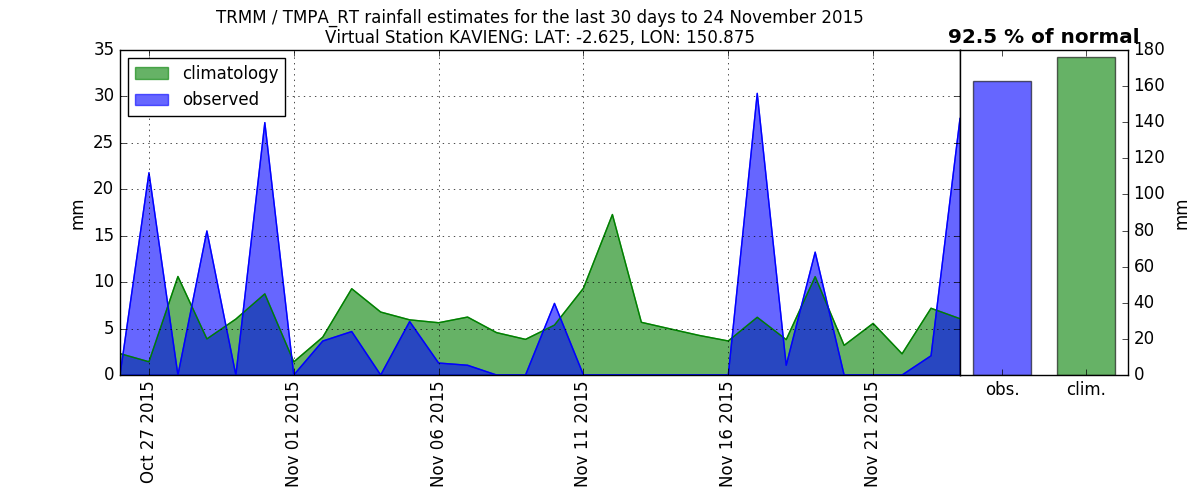 TRMM / TMPA_RT rainfall estimates for the last 30 days to 24 November 2015
Virtual Station KAVIENG: LAT: -2.625, LON: 150.875
92.5 % of normal
climatology
observed
35
30
25
20
15
10
5
0
mm
Oct 27 2015
Nov 01 2015
Nov 06 2015
Nov 11 2015
Nov 16 2015
Nov 21 2015
180
160
140
120
100
80
60
40
20
0
mm
obs.
clim.